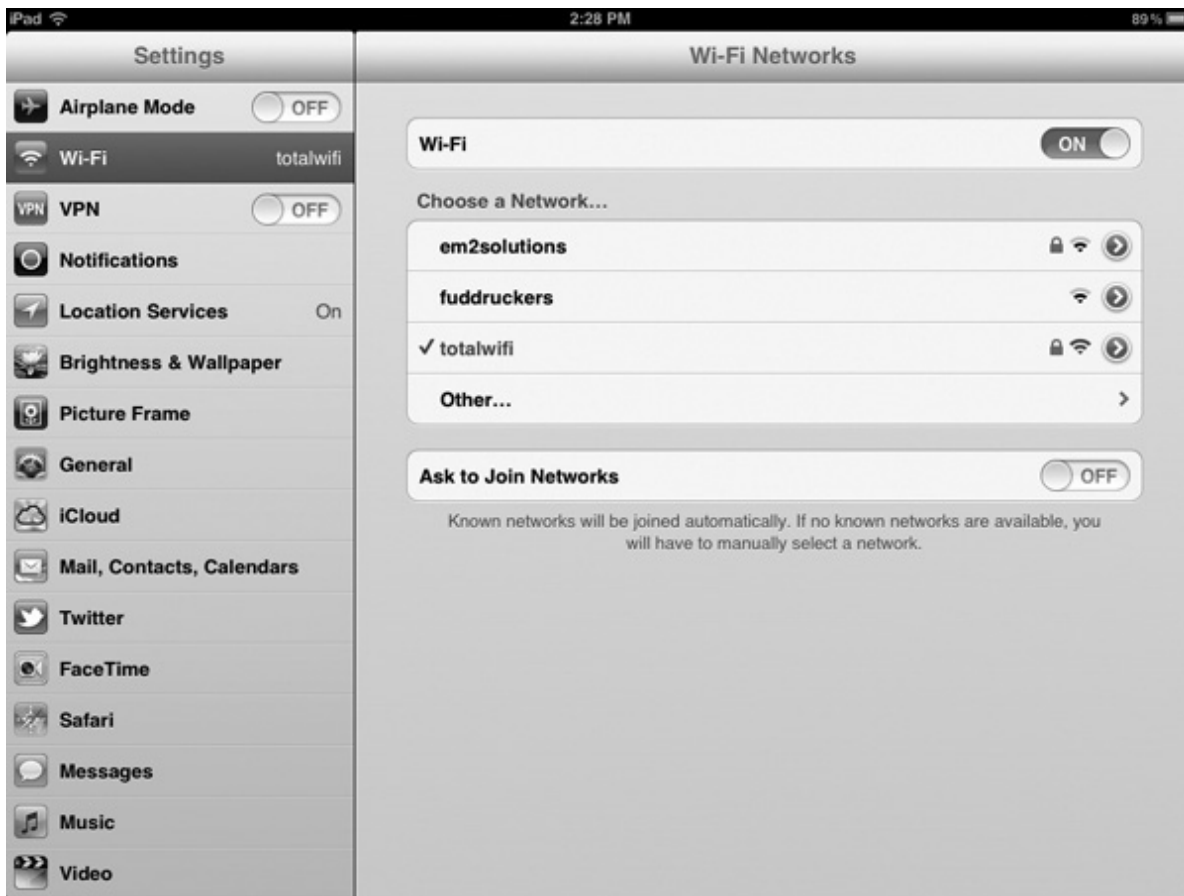 iPad 2:28 PM 89%
Settings
Airplane Mode OFF
Wi-Fi totalwifi
VPN VPN OFF
Notifications
Location Services On
Brightness & Wallpaper
Picture Frame
General
iCloud
Mail, Contacts, Calendars
Twitter
FaceTime
Safari
Messages
Music
Video
Wi-Fi Networks
Wi-Fi ON
Choose a Network...
em2solutions
fuddruckers
✓ totalwifi
Other...
Ask to Join Networks OFF
Known networks will be joined automatically. If no known networks are available, you
will have to manually select a network.